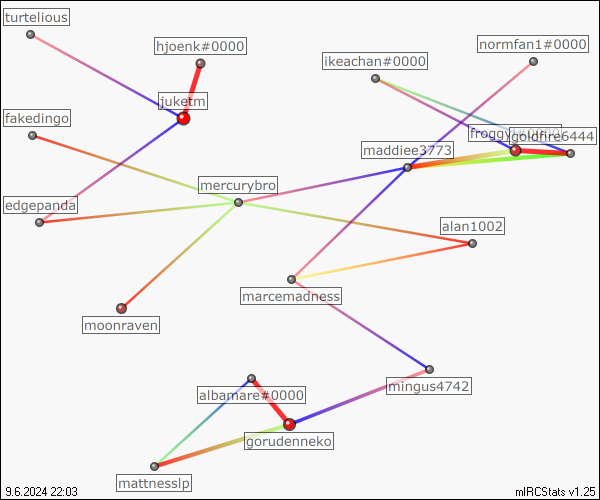 turtelious
hjoenk#0000
normfan1#0000
ikeachan#0000
juketm
fakedingo
goldfire6444
maddiee3773
mercurybro
edgepanda
alan1002
marcemadness
moonraven
mingus4742
albamare#0000
gorudenneko
mattnesslp
9.6.2024 22:03
mIRCStats v1.25